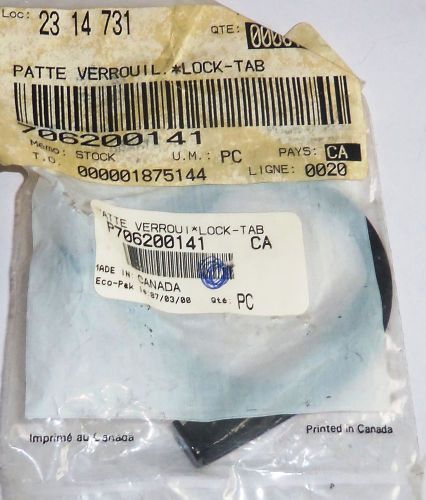 Loc: 23 14 731 QTE:
PATTE VERROUIL.*LOCK-TAB
706200141
Memo: STOCK U.M.: PC PAYS: CA
T.O. 000001875144 LIGNE: 0020
PATTE VERROUI*LOCK-TAB
P706200141 CA
MADE IN: CANADA
Eco-Pak 07/03/00 Qté: PC
Imprimé au Canada Printed in Canada